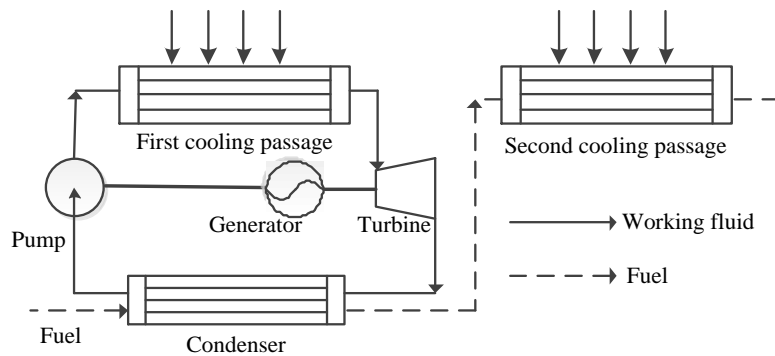 First cooling passage
Second cooling passage
Pump
Generator
Turbine
Working fluid
Fuel
Fuel
Condenser